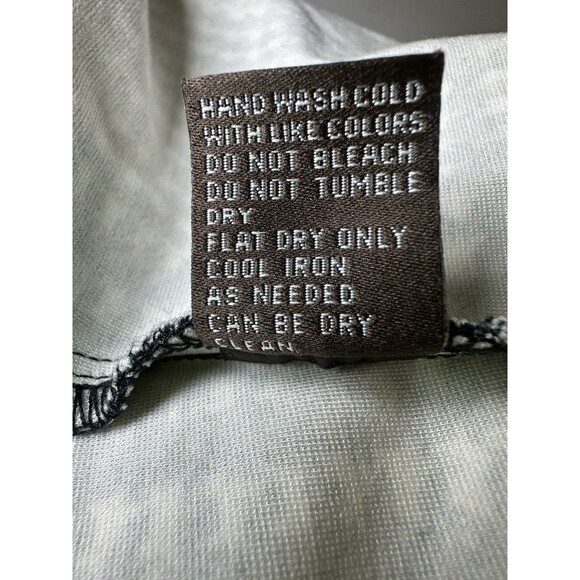 HAND WASH COLD
WITH LIKE COLORS
DO NOT BLEACH
DO NOT TUMBLE
DRY
FLAT DRY ONLY
COOL IRON
AS NEEDED
CAN BE DRY
CLEAN